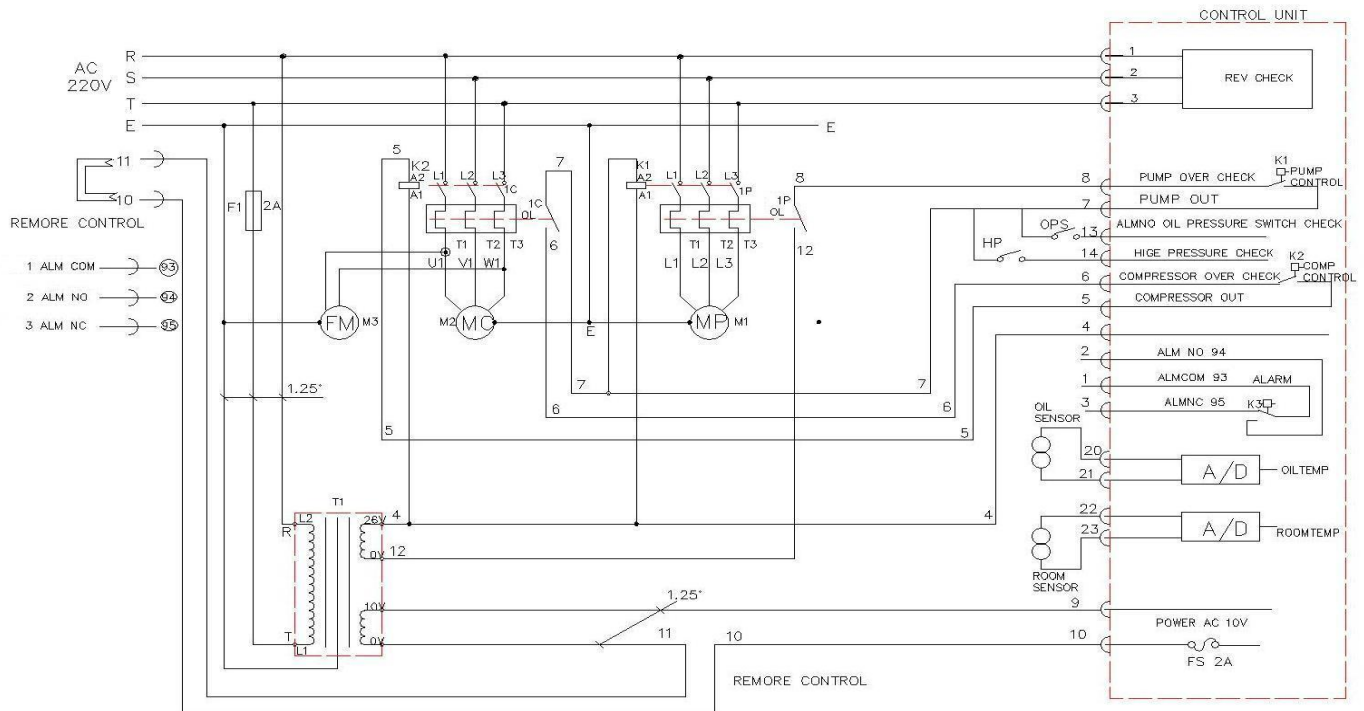 CONTROL UNIT
R
AC 220V
S
T
E
E
1
2
3
REV CHECK
11
10
REMORE CONTROL
F1
2A
5
K2
A2
A1
L1
L2
L3
1C
7
1C
OL
6
T1
T2
T3
U1
V1
W1
K1
A2
A1
L1
L2
L3
1P
8
1P
OL
12
T1
T2
T3
L1
L2
L3
K1
8
PUMP OVER CHECK
PUMP CONTROL
7
PUMP OUT
OPS
13
ALMNO OIL PRESSURE SWITCH CHECK
HP
14
HIGE PRESSURE CHECK
K2
6
COMPRESSOR OVER CHECK
COMP CONTROL
5
COMPRESSOR OUT
1 ALM COM
93
2 ALM NO
94
3 ALM NC
95
FM
M3
M2
MC
E
MP
M1
4
2
ALM NO 94
1
ALMCOM 93
ALARM
3
ALMNC 95
K3
1.25°
7
7
6
6
5
5
OIL SENSOR
20
21
A/D
OILTEMP
22
23
A/D
ROOMTEMP
ROOM SENSOR
T1
L2
R
26V
4
4
0V
12
10V
1.25°
9
POWER AC 10V
T
L1
0V
11
10
10
FS 2A
REMORE CONTROL